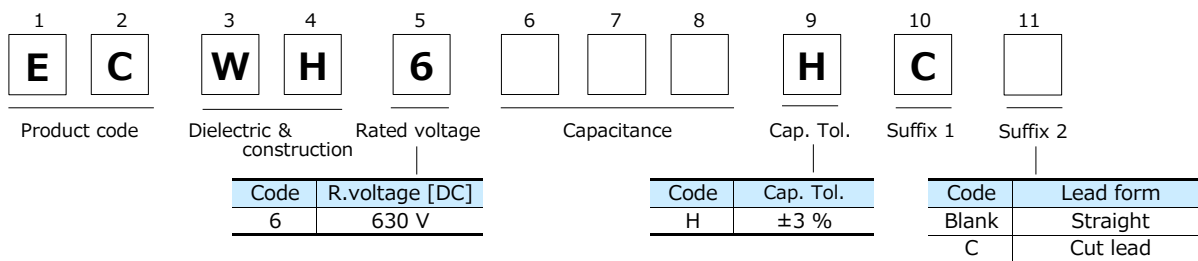 1 2 3 4 5 6 7 8 9 10 11
E C W H 6 H C
Product code Dielectric & construction Rated voltage Capacitance Cap. Tol. Suffix 1 Suffix 2
Code R.voltage [DC]
6 630 V
Code Cap. Tol.
H ±3 %
Code Lead form
Blank Straight
C Cut lead